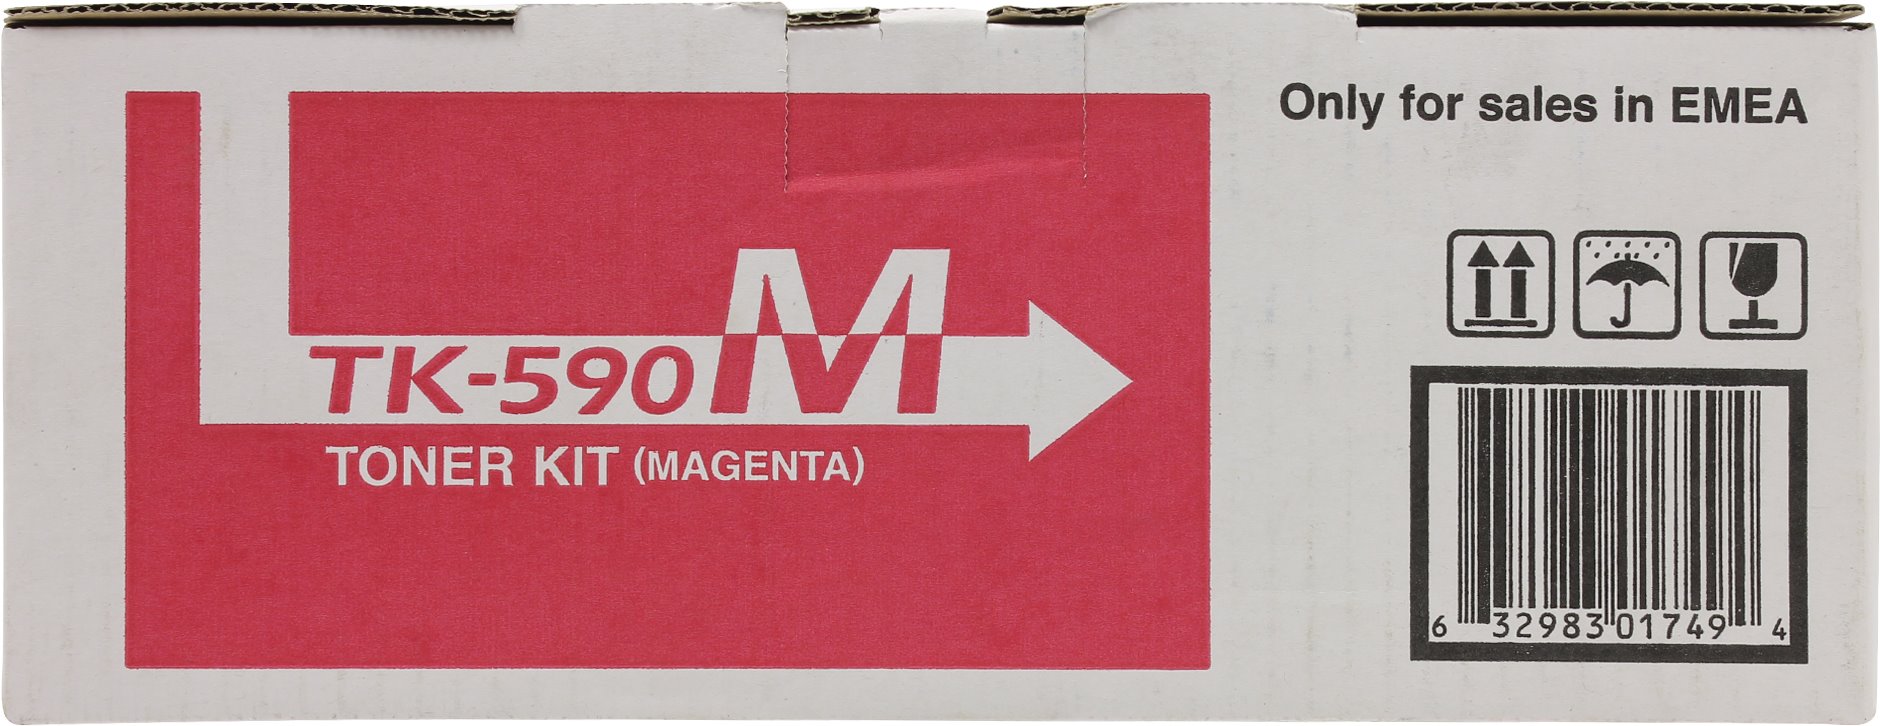 Only for sales in EMEA
TK-590M
TONER KIT (MAGENTA)
6 32983 01749 4